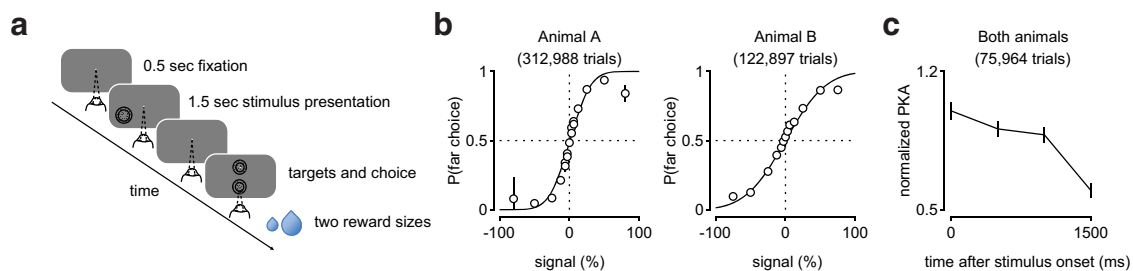 a
0.5 sec fixation
1.5 sec stimulus presentation
targets and choice
time
two reward sizes
b
Animal A
(312,988 trials)
P(far choice)
1
0.5
0
-100
0
100
signal (%)
Animal B
(122,897 trials)
P(far choice)
1
0.5
0
-100
0
100
signal (%)
c
Both animals
(75,964 trials)
normalized PKA
1.2
0.5
0
1500
time after stimulus onset (ms)